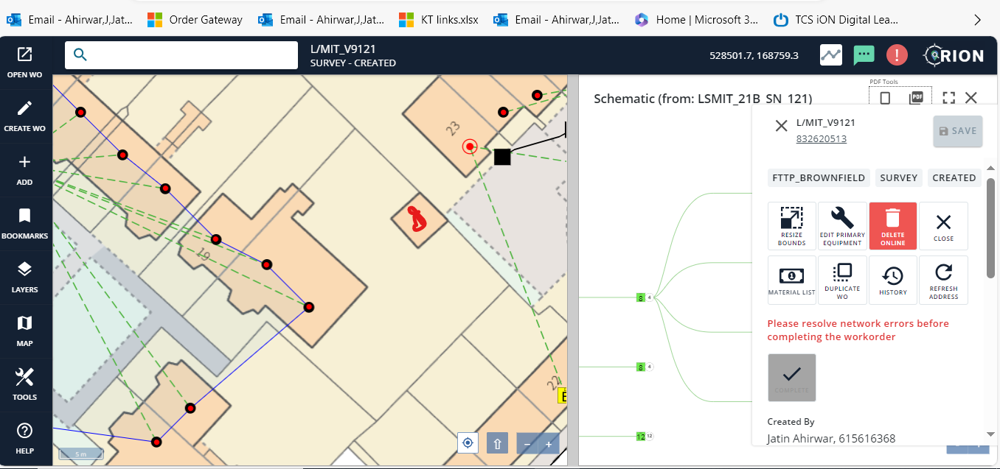 Email - Ahirwar,J,Jat...
Order Gateway
Email - Ahirwar,J,Jat...
KT links.xlsx
Email - Ahirwar,J,Jat...
Home | Microsoft 3...
TCS iON Digital Lea...
OPEN WO
L/MIT_V9121
SURVEY - CREATED
528501.7, 168759.3
ORION
CREATE WO
ADD
BOOKMARKS
LAYERS
MAP
TOOLS
HELP
23
19
22
E
5 m
PDF Tools
PDF
Schematic (from: LSMIT_21B_SN_121)
8 4
8 4
12 12
L/MIT_V9121
832620513
SAVE
FTTP_BROWNFIELD
SURVEY
CREATED
RESIZE
BOUNDS
EDIT PRIMARY
EQUIPMENT
DELETE
ONLINE
CLOSE
MATERIAL LIST
DUPLICATE
WO
HISTORY
REFRESH
ADDRESS
Please resolve network errors before
completing the workorder
COMPLETE
Created By
Jatin Ahirwar, 615616368